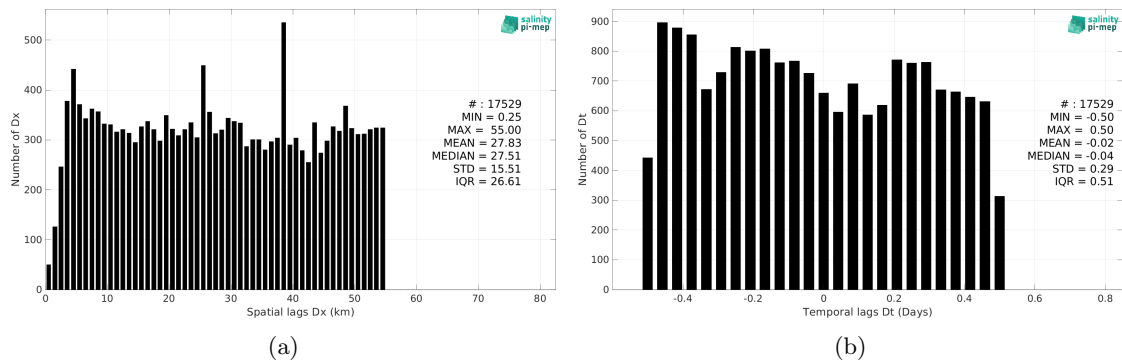 salinity
pi-mep
Number of Dx
500
400
300
200
100
0
# : 17529
MIN = 0.25
MAX = 55.00
MEAN = 27.83
MEDIAN = 27.51
STD = 15.51
IQR = 26.61
0 10 20 30 40 50 60 70 80
Spatial lags Dx (km)
(a)
salinity
pi-mep
Number of Dt
900
800
700
600
500
400
300
200
100
0
# : 17529
MIN = -0.50
MAX = 0.50
MEAN = -0.02
MEDIAN = -0.04
STD = 0.29
IQR = 0.51
-0.4 -0.2 0 0.2 0.4 0.6 0.8
Temporal lags Dt (Days)
(b)